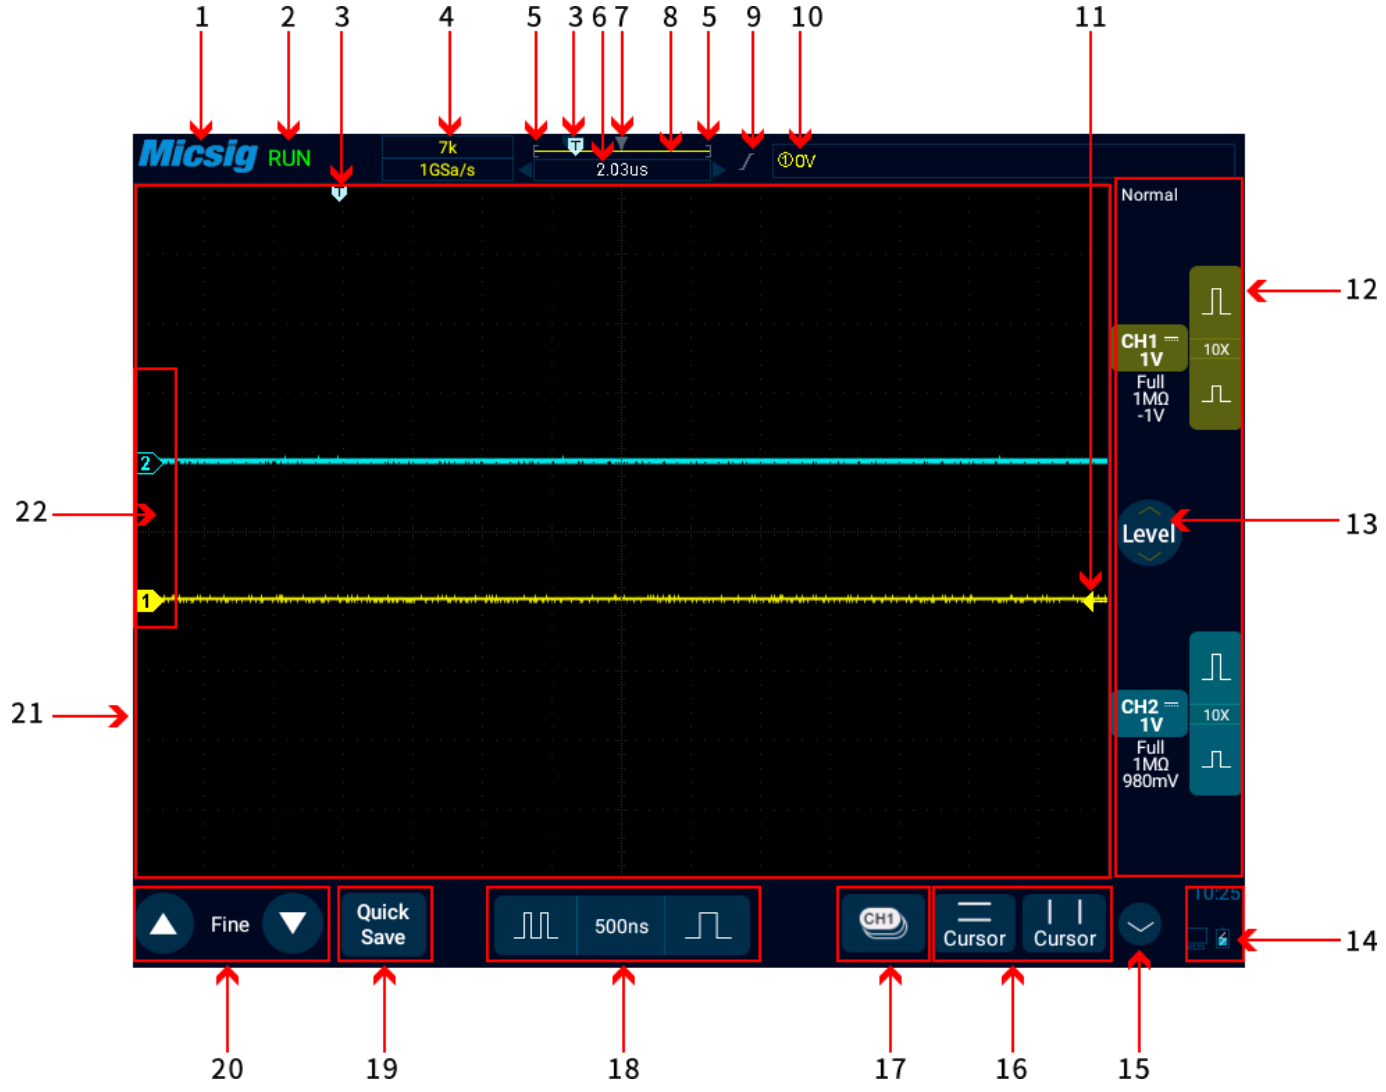 1 2 3 4 5 3 6 7 8 5 9 10 11
Micsig RUN
7k
1GSa/s
T
2.03us
①0V
T
Normal
12
CH1
1V
10X
Full
1MΩ
-1V
2
22
Level
13
1
21
CH2
1V
10X
Full
1MΩ
980mV
10:25
Fine
Quick
Save
500ns
CH1
Cursor
Cursor
14
20 19 18 17 16 15